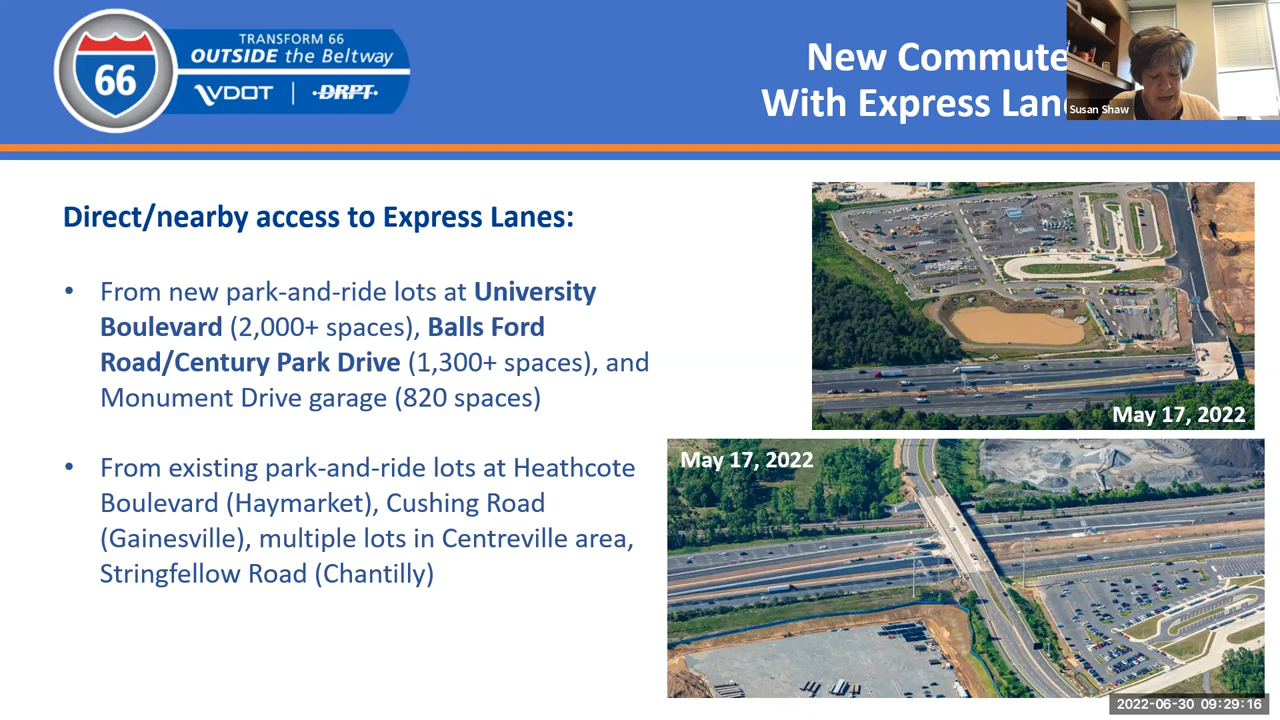 TRANSFORM 66
OUTSIDE the Beltway
66
VDOT | DRPT
New Commute
With Express Lan
Susan Shaw
Direct/nearby access to Express Lanes:
• From new park-and-ride lots at University
Boulevard (2,000+ spaces), Balls Ford
Road/Century Park Drive (1,300+ spaces), and
Monument Drive garage (820 spaces)
• From existing park-and-ride lots at Heathcote
Boulevard (Haymarket), Cushing Road
(Gainesville), multiple lots in Centreville area,
Stringfellow Road (Chantilly)
May 17, 2022
May 17, 2022
2022-06-30 09:29:16